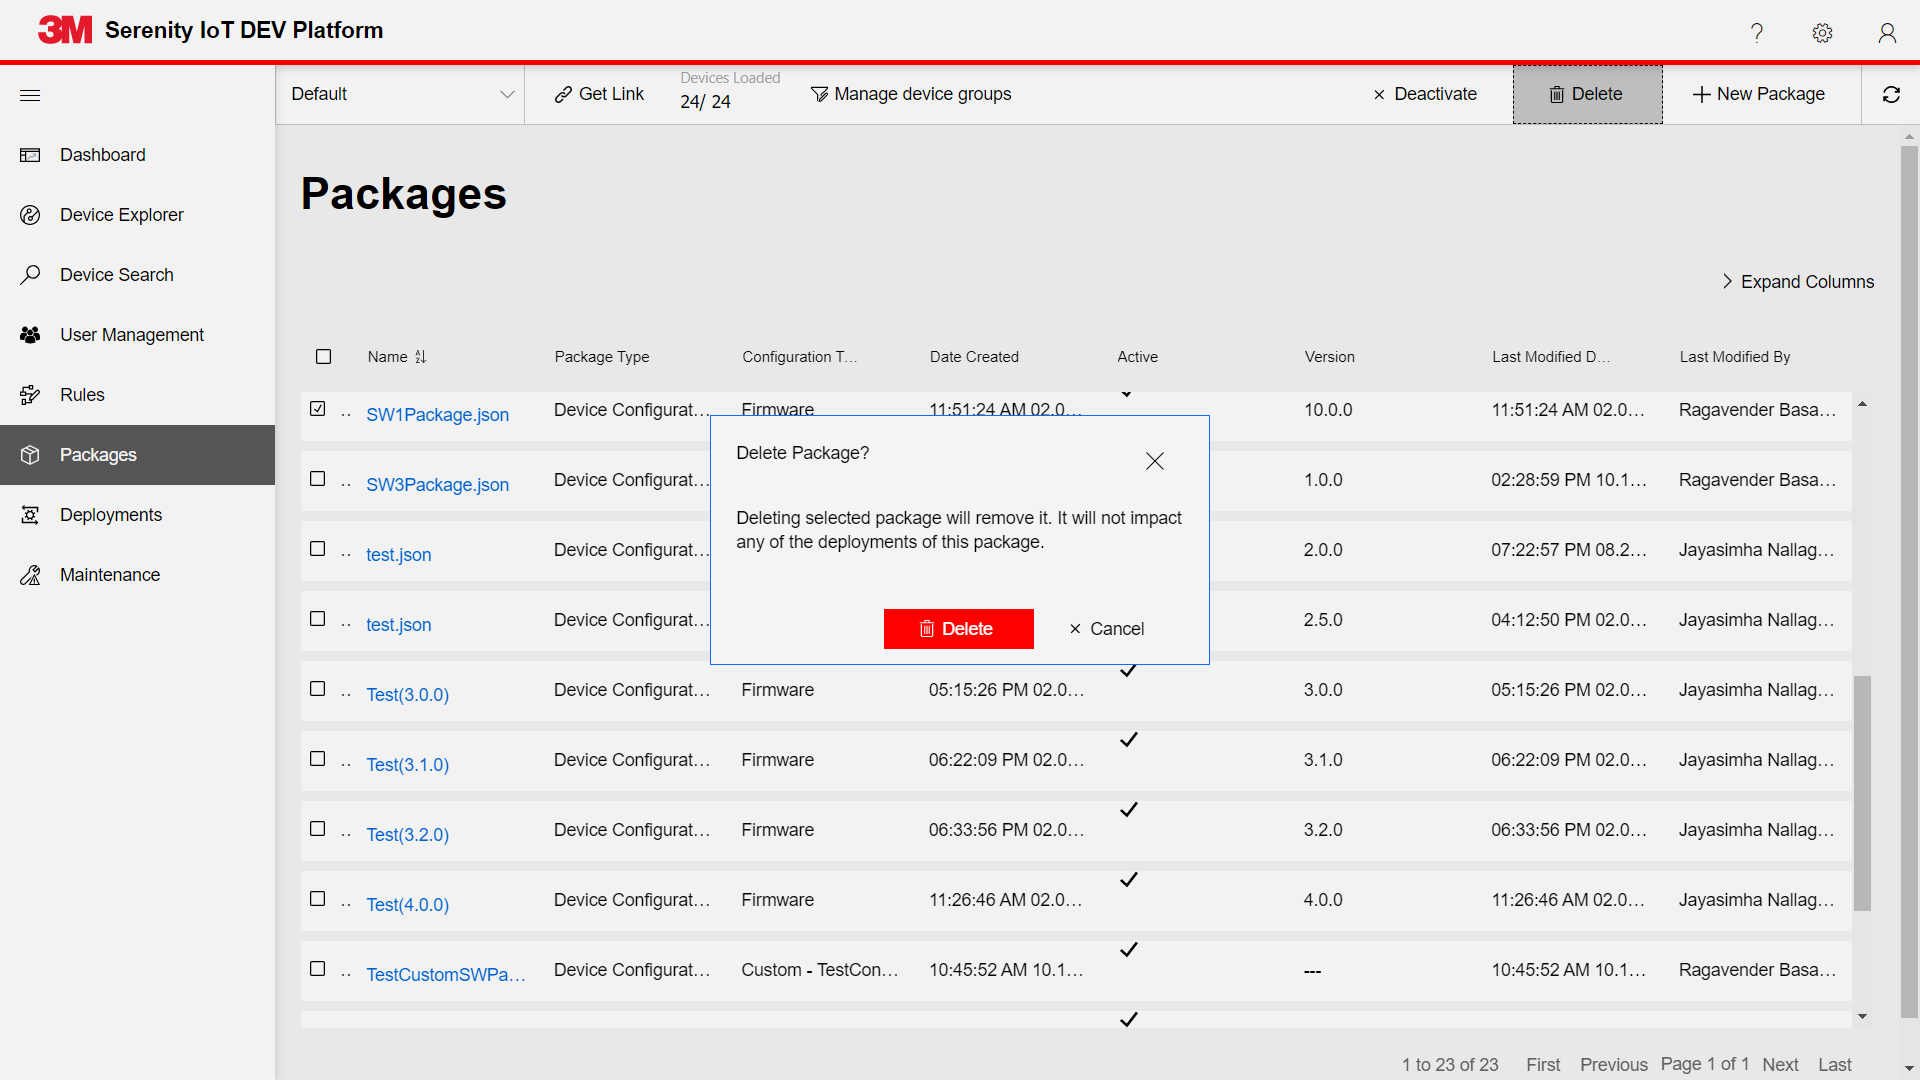 3M Serenity IoT DEV Platform
?
Default
Get Link
Devices Loaded
24/ 24
Manage device groups
Deactivate
Delete
New Package
Dashboard
Device Explorer
Device Search
User Management
Rules
Packages
Deployments
Maintenance
Packages
Expand Columns
Name Package Type Configuration T... Date Created Active Version Last Modified D... Last Modified By
.. SW1Package.json Device Configurat... Firmware 11:51:24 AM 02.0... 10.0.0 11:51:24 AM 02.0... Ragavender Basa...
.. SW3Package.json Device Configurat... 1.0.0 02:28:59 PM 10.1... Ragavender Basa...
.. test.json Device Configurat... 2.0.0 07:22:57 PM 08.2... Jayasimha Nallag...
.. test.json Device Configurat... 2.5.0 04:12:50 PM 02.0... Jayasimha Nallag...
.. Test(3.0.0) Device Configurat... Firmware 05:15:26 PM 02.0... 3.0.0 05:15:26 PM 02.0... Jayasimha Nallag...
.. Test(3.1.0) Device Configurat... Firmware 06:22:09 PM 02.0... 3.1.0 06:22:09 PM 02.0... Jayasimha Nallag...
.. Test(3.2.0) Device Configurat... Firmware 06:33:56 PM 02.0... 3.2.0 06:33:56 PM 02.0... Jayasimha Nallag...
.. Test(4.0.0) Device Configurat... Firmware 11:26:46 AM 02.0... 4.0.0 11:26:46 AM 02.0... Jayasimha Nallag...
.. TestCustomSWPa... Device Configurat... Custom - TestCon... 10:45:52 AM 10.1... --- 10:45:52 AM 10.1... Ragavender Basa...
Delete Package?
Deleting selected package will remove it. It will not impact
any of the deployments of this package.
Delete
Cancel
1 to 23 of 23 First Previous Page 1 of 1 Next Last